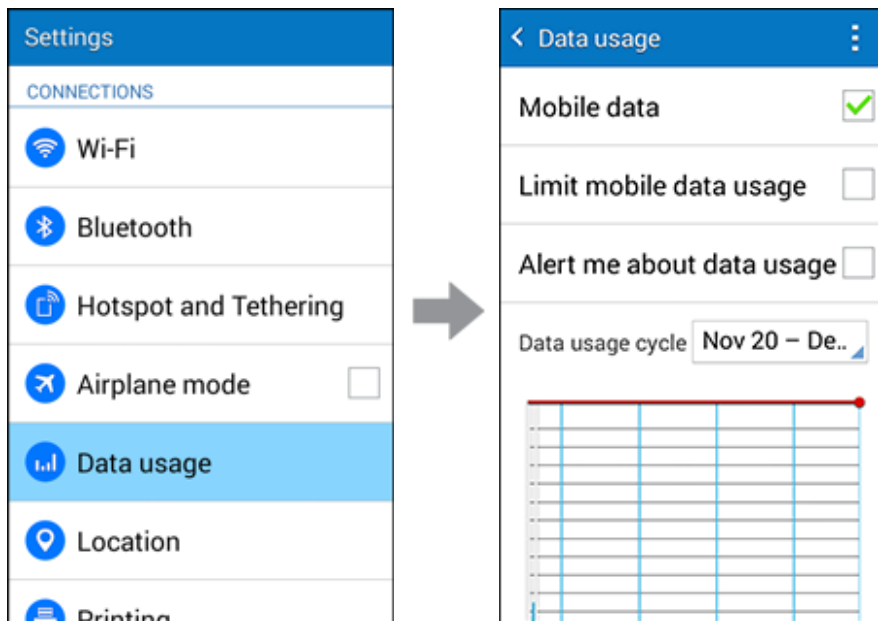 Settings
CONNECTIONS
Wi-Fi
Bluetooth
Hotspot and Tethering
Airplane mode
Data usage
Location
Printing
Data usage
Mobile data
Limit mobile data usage
Alert me about data usage
Data usage cycle Nov 20 – De..